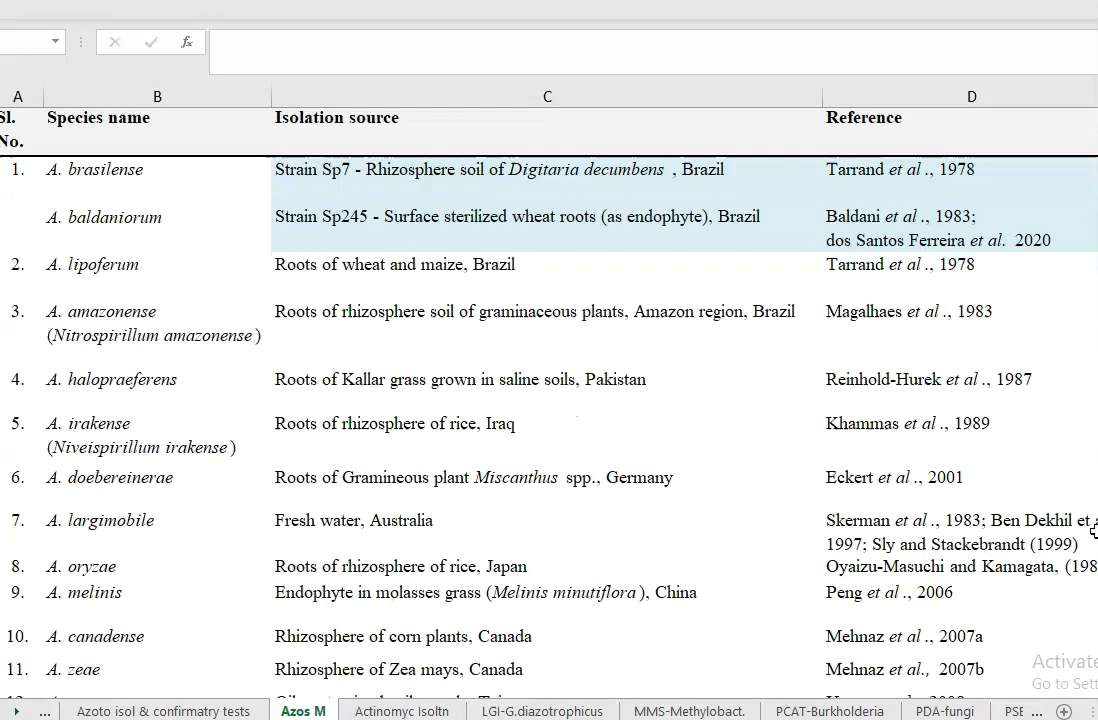 fx
A B C D
Sl. No. Species name Isolation source Reference
1. A. brasilense Strain Sp7 - Rhizosphere soil of Digitaria decumbens , Brazil Tarrand et al ., 1978
A. baldaniorum Strain Sp245 - Surface sterilized wheat roots (as endophyte), Brazil Baldani et al ., 1983;
dos Santos Ferreira et al. 2020
2. A. lipoferum Roots of wheat and maize, Brazil Tarrand et al ., 1978
3. A. amazonense Roots of rhizosphere soil of graminaceous plants, Amazon region, Brazil Magalhaes et al ., 1983
(Nitrospirillum amazonense )
4. A. halopraeferens Roots of Kallar grass grown in saline soils, Pakistan Reinhold-Hurek et al ., 1987
5. A. irakense Roots of rhizosphere of rice, Iraq Khammas et al ., 1989
(Niveispirillum irakense )
6. A. doebereinerae Roots of Gramineous plant Miscanthus spp., Germany Eckert et al ., 2001
7. A. largimobile Fresh water, Australia Skerman et al ., 1983; Ben Dekhil et
1997; Sly and Stackebrandt (1999)
8. A. oryzae Roots of rhizosphere of rice, Japan Oyaizu-Masuchi and Kamagata, (198
9. A. melinis Endophyte in molasses grass (Melinis minutiflora ), China Peng et al ., 2006
10. A. canadense Rhizosphere of corn plants, Canada Mehnaz et al ., 2007a
11. A. zeae Rhizosphere of Zea mays, Canada Mehnaz et al., 2007b
Activate
Go to Sett
... Azoto isol & confirmatry tests Azos M Actinomyc Isoltn LGI-G.diazotrophicus MMS-Methylobact. PCAT-Burkholderia PDA-fungi PSE ...